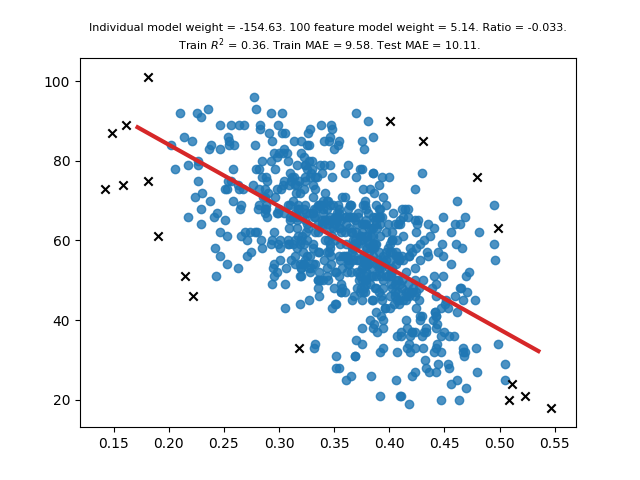 Individual model weight = -154.63. 100 feature model weight = 5.14. Ratio = -0.033.
Train R² = 0.36. Train MAE = 9.58. Test MAE = 10.11.
100
80
60
40
20
0.15 0.20 0.25 0.30 0.35 0.40 0.45 0.50 0.55